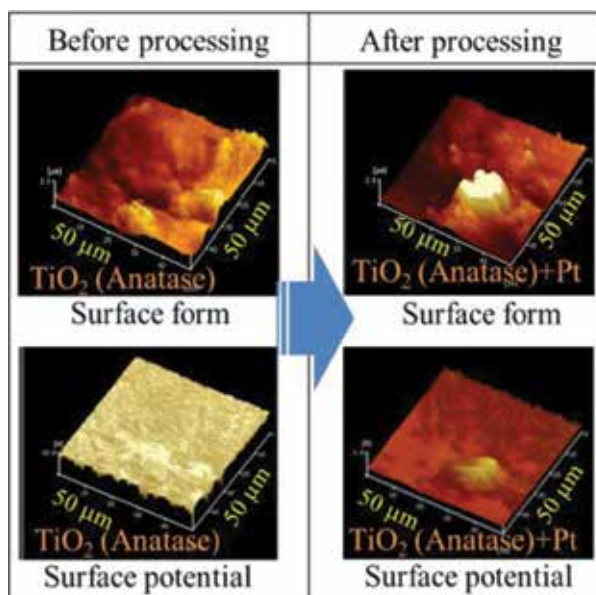 Before processing
After processing
50 μm
50 μm
TiO2 (Anatase)
Surface form
50 μm
50 μm
TiO2 (Anatase)+Pt
Surface form
50 μm
50 μm
TiO2 (Anatase)
Surface potential
50 μm
50 μm
TiO2 (Anatase)+Pt
Surface potential